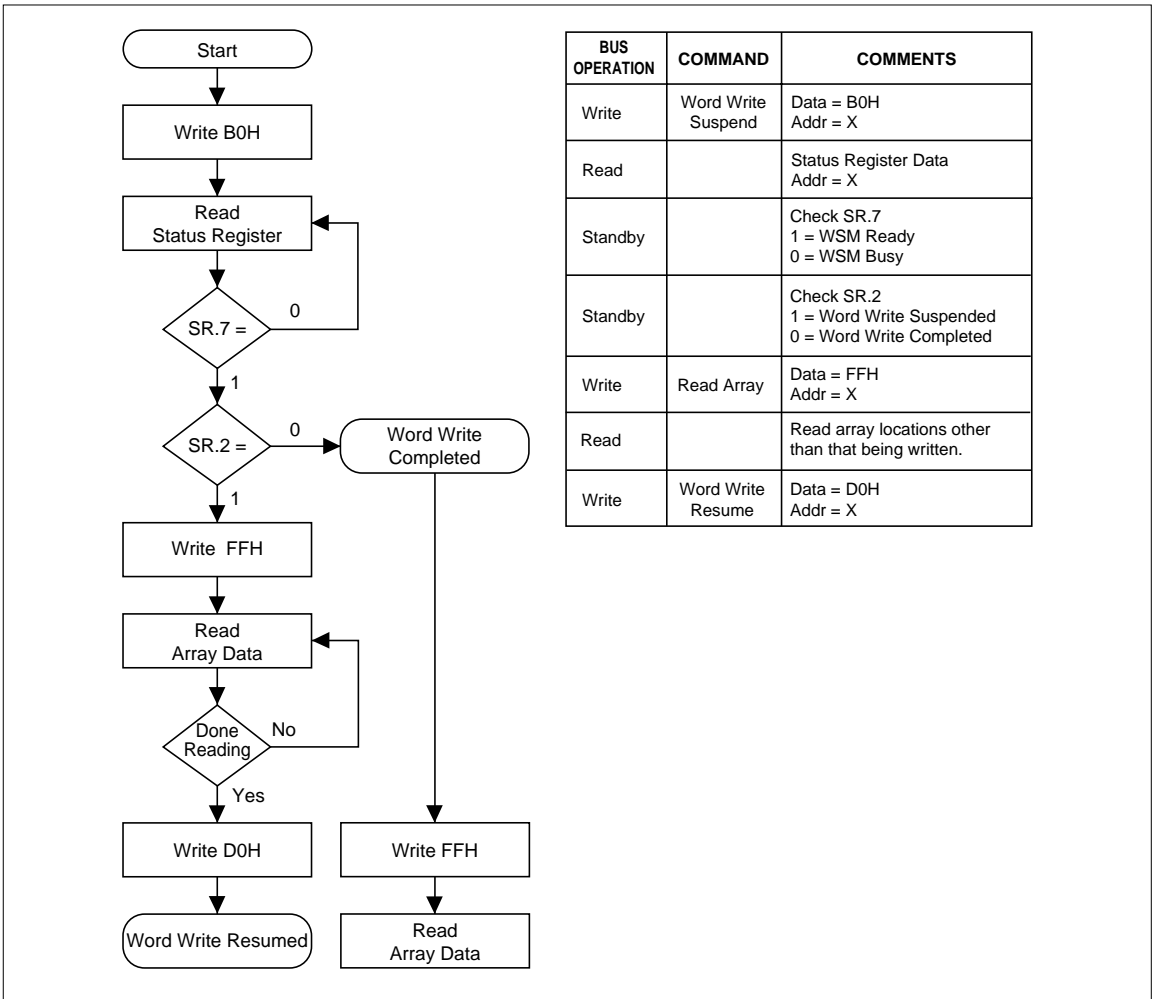 Start
Write B0H
Read
Status Register
SR.7 =
0
1
SR.2 =
0
Word Write
Completed
1
Write FFH
Read
Array Data
Done
Reading
No
Yes
Write D0H
Write FFH
Word Write Resumed
Read
Array Data
BUS
OPERATION
COMMAND
COMMENTS
Write
Word Write
Suspend
Data = B0H
Addr = X
Read
Status Register Data
Addr = X
Standby
Check SR.7
1 = WSM Ready
0 = WSM Busy
Standby
Check SR.2
1 = Word Write Suspended
0 = Word Write Completed
Write
Read Array
Data = FFH
Addr = X
Read
Read array locations other
than that being written.
Write
Word Write
Resume
Data = D0H
Addr = X